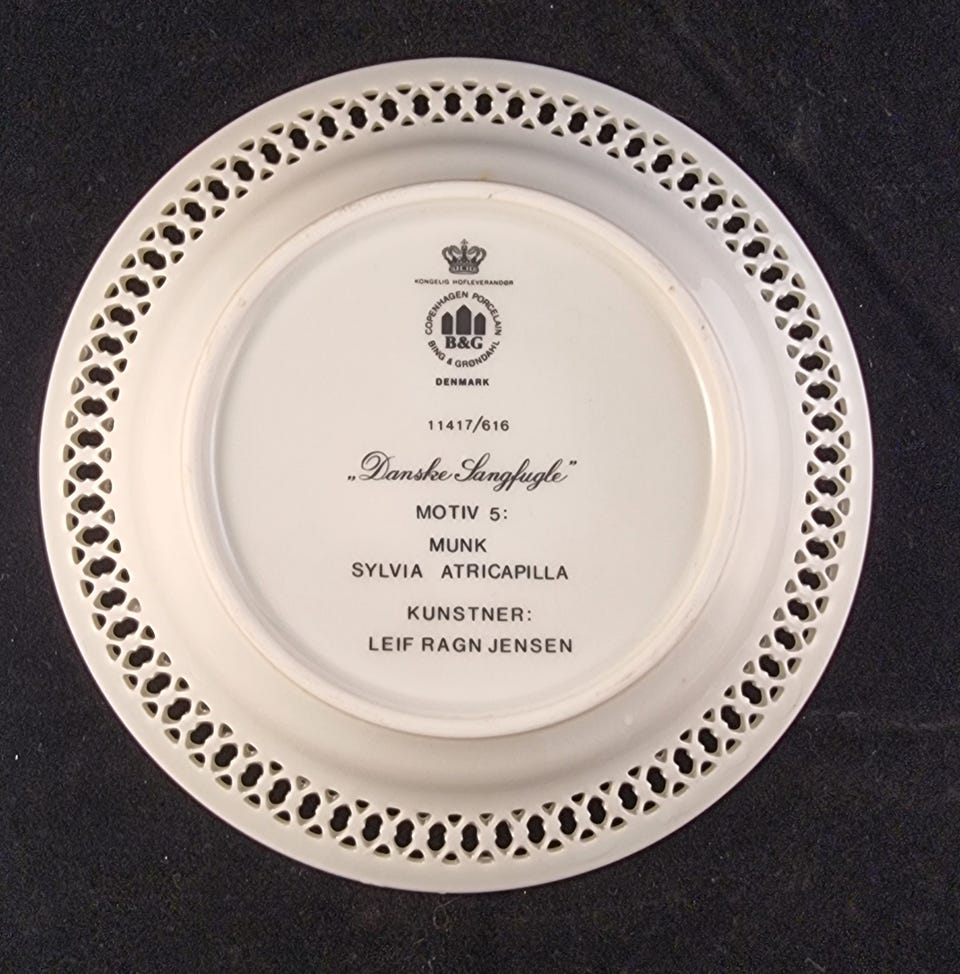 KONGELIG HOFLEVERANDØR
COPENHAGEN PORCELAIN
B&G
BING & GRØNDAHL
DENMARK
11417/616
„Danske Sangfugle”
MOTIV 5:
MUNK
SYLVIA ATRICAPILLA
KUNSTNER:
LEIF RAGN JENSEN